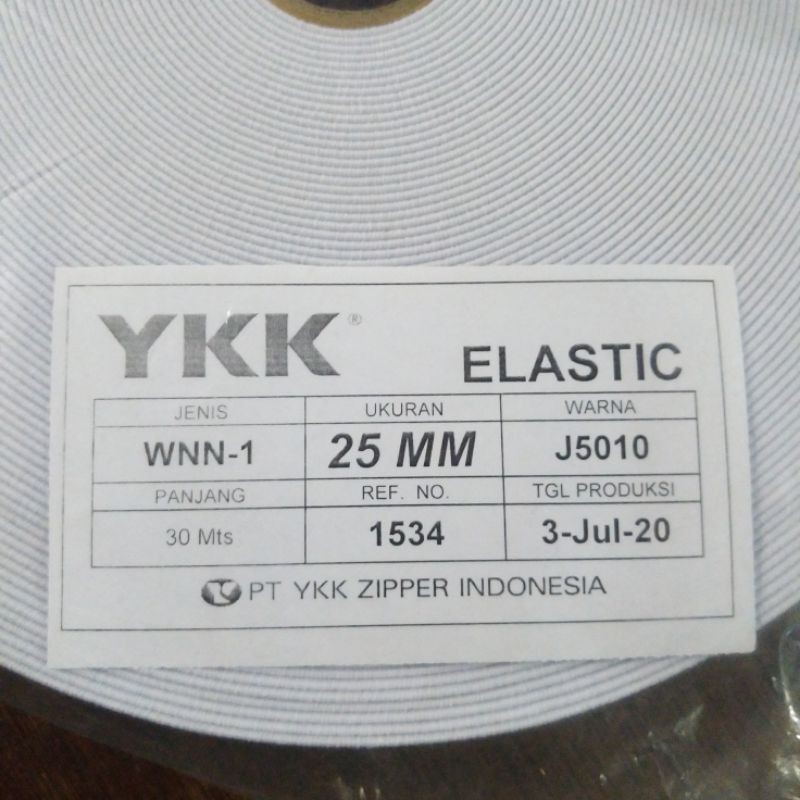 YKK® ELASTIC
JENIS UKURAN WARNA
WNN-1 25 MM J5010
PANJANG REF. NO. TGL PRODUKSI
30 Mts 1534 3-Jul-20
PT YKK ZIPPER INDONESIA